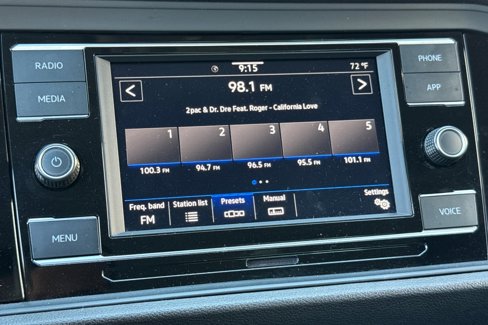 RADIO
MEDIA
MENU
9:15
72 °F
98.1 FM
2pac & Dr. Dre Feat. Roger - California Love
1 2 3 4 5
100.3 FM 94.7 FM 96.5 FM 95.5 FM 101.1 FM
Freq. band Station list Presets Manual Settings
FM
PHONE
APP
VOICE